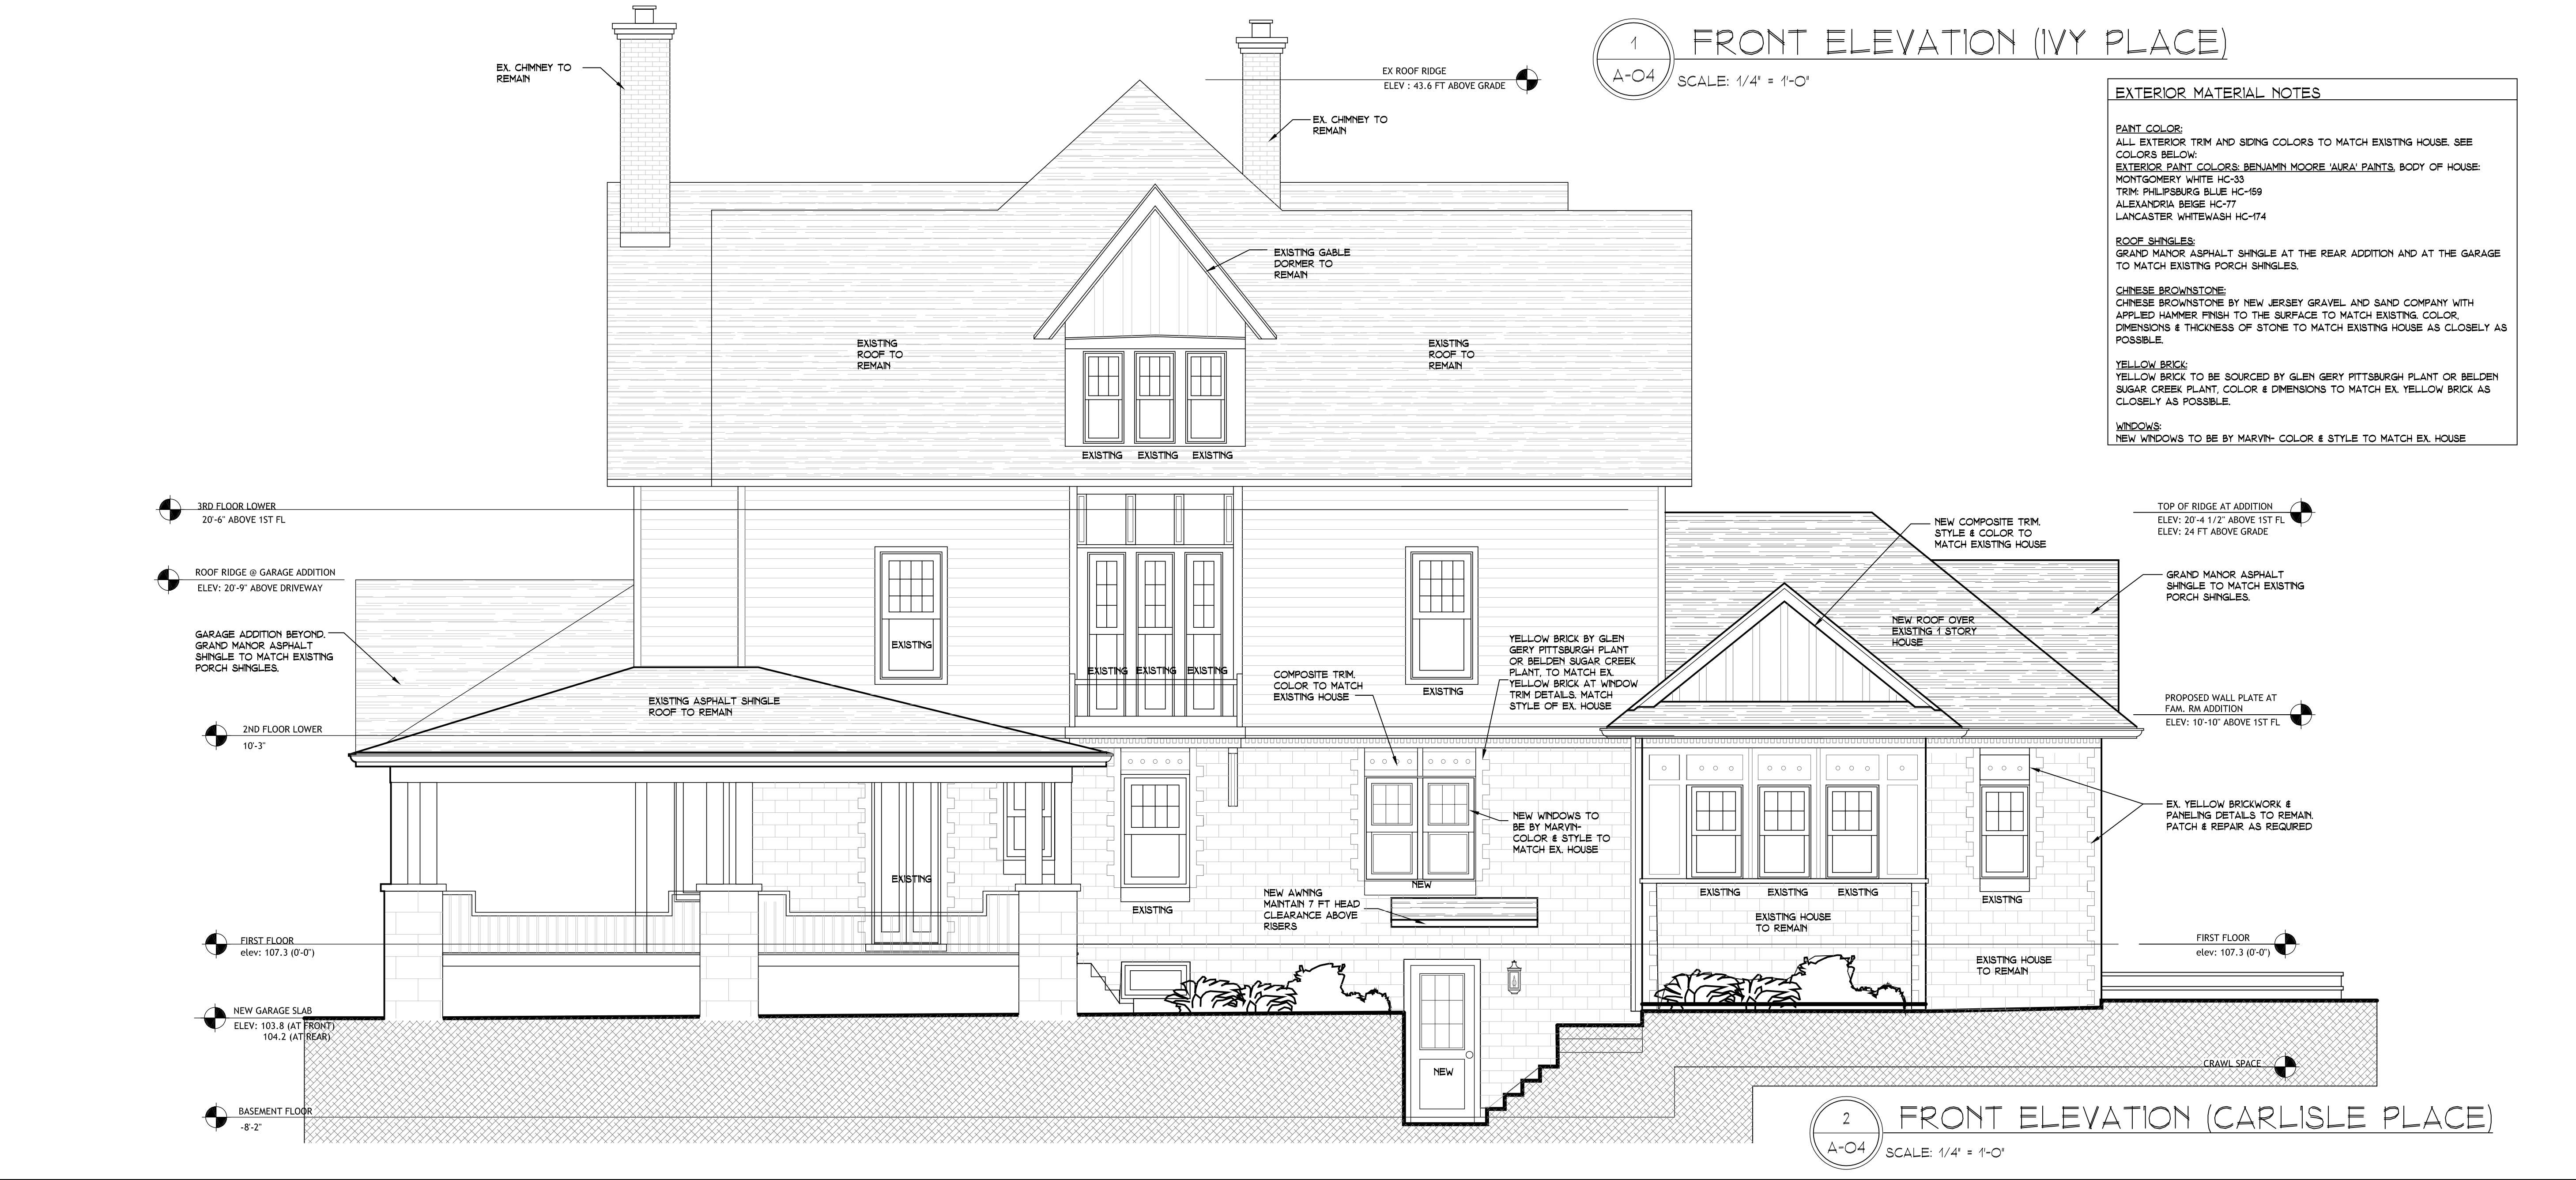 1
A-04
FRONT ELEVATION (IVY PLACE)
SCALE: 1/4" = 1'-0"
EX. CHIMNEY TO
REMAIN
EX ROOF RIDGE
ELEV : 43.6 FT ABOVE GRADE
EX. CHIMNEY TO
REMAIN
EXTERIOR MATERIAL NOTES
PAINT COLOR:
ALL EXTERIOR TRIM AND SIDING COLORS TO MATCH EXISTING HOUSE. SEE
COLORS BELOW:
EXTERIOR PAINT COLORS: BENJAMIN MOORE 'AURA' PAINTS, BODY OF HOUSE:
MONTGOMERY WHITE HC-33
TRIM: PHILIPSBURG BLUE HC-159
ALEXANDRIA BEIGE HC-77
LANCASTER WHITEWASH HC-174
ROOF SHINGLES:
GRAND MANOR ASPHALT SHINGLE AT THE REAR ADDITION AND AT THE GARAGE
TO MATCH EXISTING PORCH SHINGLES.
CHINESE BROWNSTONE:
CHINESE BROWNSTONE BY NEW JERSEY GRAVEL AND SAND COMPANY WITH
APPLIED HAMMER FINISH TO THE SURFACE TO MATCH EXISTING. COLOR,
DIMENSIONS & THICKNESS OF STONE TO MATCH EXISTING HOUSE AS CLOSELY AS
POSSIBLE.
YELLOW BRICK:
YELLOW BRICK TO BE SOURCED BY GLEN GERY PITTSBURGH PLANT OR BELDEN
SUGAR CREEK PLANT, COLOR & DIMENSIONS TO MATCH EX. YELLOW BRICK AS
CLOSELY AS POSSIBLE.
WINDOWS:
NEW WINDOWS TO BE BY MARVIN- COLOR & STYLE TO MATCH EX. HOUSE
EXISTING GABLE
DORMER TO
REMAIN
EXISTING
ROOF TO
REMAIN
EXISTING
ROOF TO
REMAIN
EXISTING EXISTING EXISTING
3RD FLOOR LOWER
20'-6" ABOVE 1ST FL
TOP OF RIDGE AT ADDITION
ELEV: 20'-4 1/2" ABOVE 1ST FL
ELEV: 24 FT ABOVE GRADE
NEW COMPOSITE TRIM.
STYLE & COLOR TO
MATCH EXISTING HOUSE
ROOF RIDGE @ GARAGE ADDITION
ELEV: 20'-9" ABOVE DRIVEWAY
GRAND MANOR ASPHALT
SHINGLE TO MATCH EXISTING
PORCH SHINGLES.
GARAGE ADDITION BEYOND.
GRAND MANOR ASPHALT
SHINGLE TO MATCH EXISTING
PORCH SHINGLES.
NEW ROOF OVER
EXISTING 1 STORY
HOUSE
EXISTING
EXISTING EXISTING EXISTING
EXISTING
COMPOSITE TRIM.
COLOR TO MATCH
EXISTING HOUSE
YELLOW BRICK BY GLEN
GERY PITTSBURGH PLANT
OR BELDEN SUGAR CREEK
PLANT, TO MATCH EX.
YELLOW BRICK AT WINDOW
TRIM DETAILS. MATCH
STYLE OF EX. HOUSE
EXISTING ASPHALT SHINGLE
ROOF TO REMAIN
PROPOSED WALL PLATE AT
FAM. RM ADDITION
ELEV: 10'-10" ABOVE 1ST FL
2ND FLOOR LOWER
10'-3"
NEW WINDOWS TO
BE BY MARVIN-
COLOR & STYLE TO
MATCH EX. HOUSE
EX. YELLOW BRICKWORK &
PANELING DETAILS TO REMAIN.
PATCH & REPAIR AS REQUIRED
EXISTING
EXISTING
NEW
NEW AWNING
MAINTAIN 7 FT HEAD
CLEARANCE ABOVE
RISERS
EXISTING EXISTING EXISTING
EXISTING
EXISTING HOUSE
TO REMAIN
EXISTING HOUSE
TO REMAIN
FIRST FLOOR
elev: 107.3 (0'-0")
FIRST FLOOR
elev: 107.3 (0'-0")
NEW GARAGE SLAB
ELEV: 103.8 (AT FRONT)
104.2 (AT REAR)
NEW
CRAWL SPACE
BASEMENT FLOOR
-8'-2"
2
A-04
FRONT ELEVATION (CARLISLE PLACE)
SCALE: 1/4" = 1'-0"